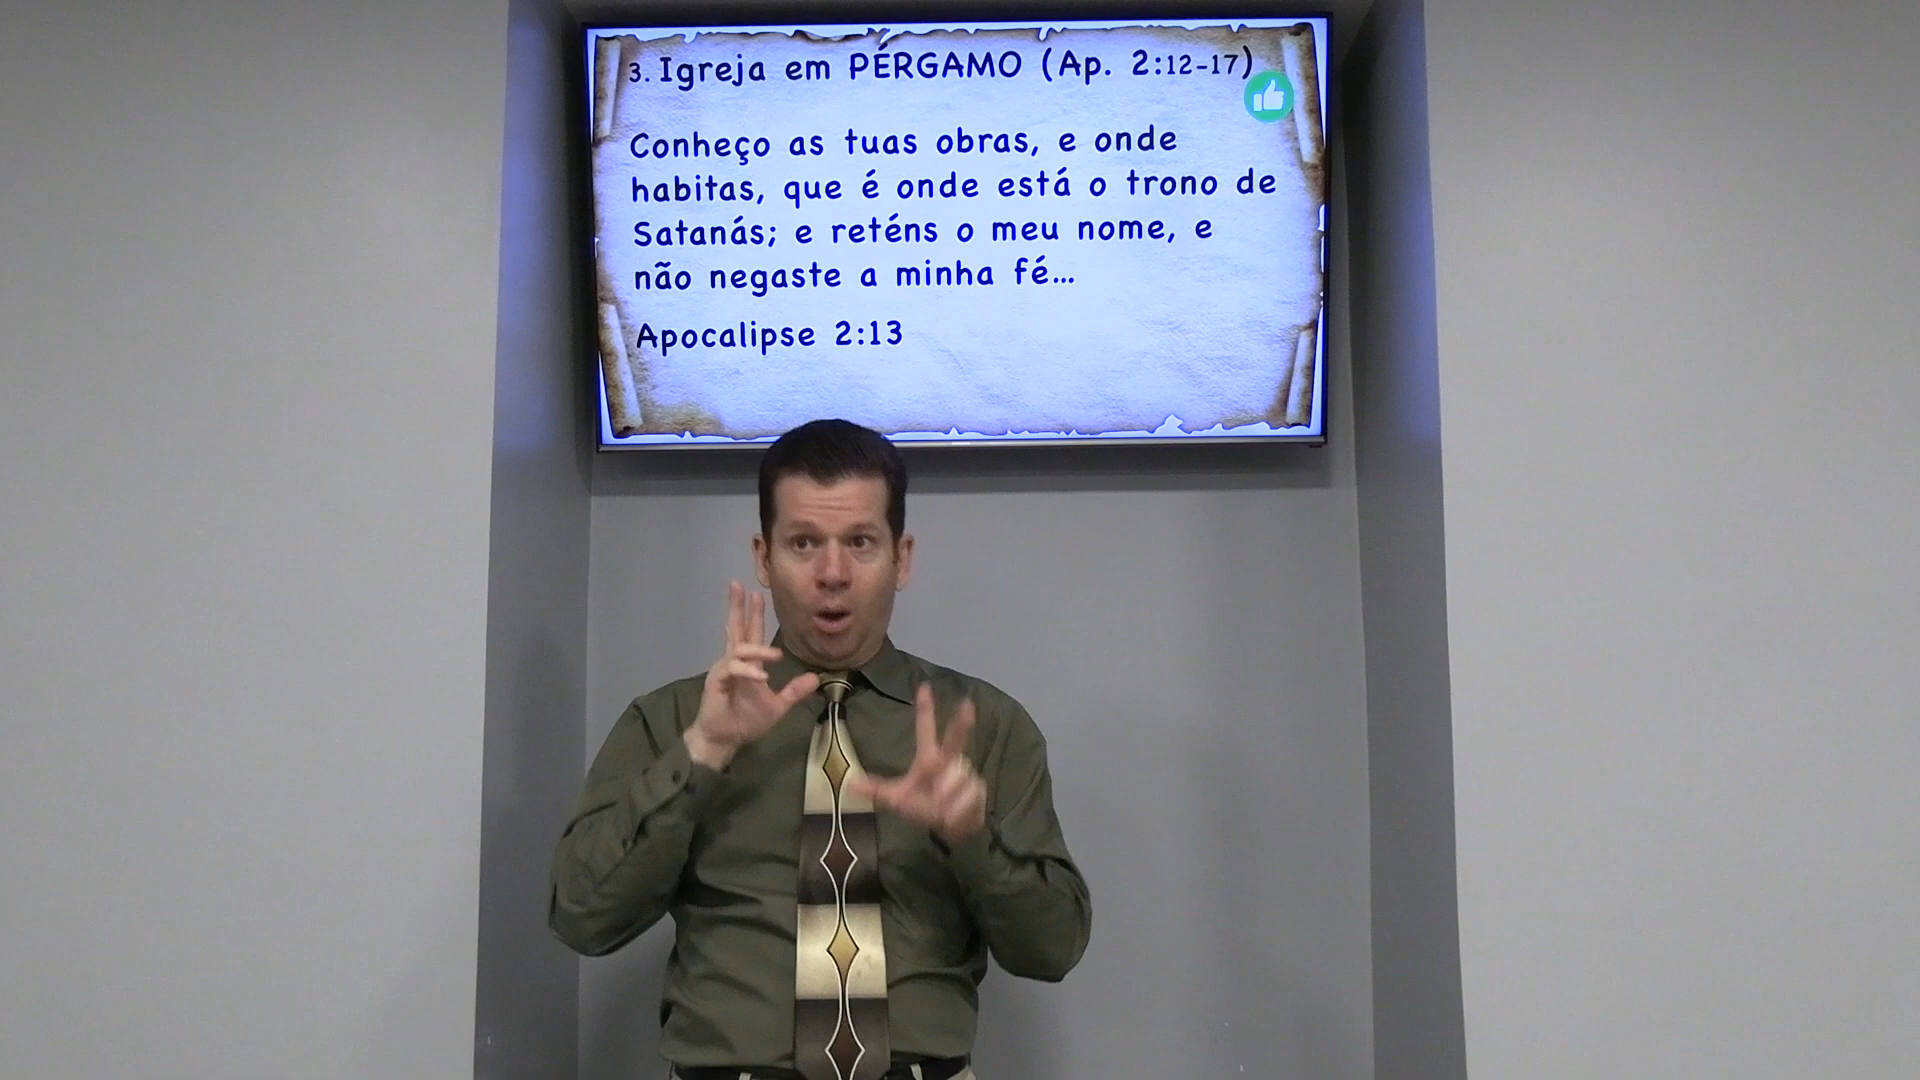 3. Igreja em PÉRGAMO (Ap. 2:12-17)
Conheço as tuas obras, e onde
habitas, que é onde está o trono de
Satanás; e reténs o meu nome, e
não negaste a minha fé...
Apocalipse 2:13